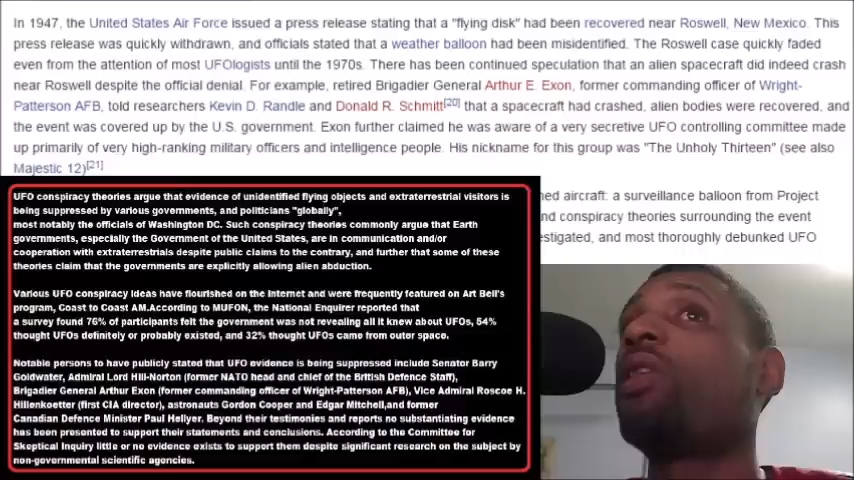 In 1947, the United States Air Force issued a press release stating that a "flying disk" had been recovered near Roswell, New Mexico. This
press release was quickly withdrawn, and officials stated that a weather balloon had been misidentified. The Roswell case quickly faded
even from the attention of most UFOlogists until the 1970s. There has been continued speculation that an alien spacecraft did indeed crash
near Roswell despite the official denial. For example, retired Brigadier General Arthur E. Exon, former commanding officer of Wright-
Patterson AFB, told researchers Kevin D. Randle and Donald R. Schmitt[20] that a spacecraft had crashed, alien bodies were recovered, and
the event was covered up by the U.S. government. Exon further claimed he was aware of a very secretive UFO controlling committee made
up primarily of very high-ranking military officers and intelligence people. His nickname for this group was "The Unholy Thirteen" (see also
Majestic 12)[21]
ned aircraft: a surveillance balloon from Project
nd conspiracy theories surrounding the event
estigated, and most thoroughly debunked UFO
UFO conspiracy theories argue that evidence of unidentified flying objects and extraterrestrial visitors is
being suppressed by various governments, and politicians "globally",
most notably the officials of Washington DC. Such conspiracy theories commonly argue that Earth
governments, especially the Government of the United States, are in communication and/or
cooperation with extraterrestrials despite public claims to the contrary, and further that some of these
theories claim that the governments are explicitly allowing alien abduction.
Various UFO conspiracy ideas have flourished on the Internet and were frequently featured on Art Bell's
program, Coast to Coast AM.According to MUFON, the National Enquirer reported that
a survey found 76% of participants felt the government was not revealing all it knew about UFOs, 54%
thought UFOs definitely or probably existed, and 32% thought UFOs came from outer space.
Notable persons to have publicly stated that UFO evidence is being suppressed include Senator Barry
Goldwater, Admiral Lord Hill-Norton (former NATO head and chief of the British Defence Staff),
Brigadier General Arthur Exon (former commanding officer of Wright-Patterson AFB), Vice Admiral Roscoe H.
Hillenkoetter (first CIA director), astronauts Gordon Cooper and Edgar Mitchell,and former
Canadian Defence Minister Paul Hellyer. Beyond their testimonies and reports no substantiating evidence
has been presented to support their statements and conclusions. According to the Committee for
Skeptical Inquiry little or no evidence exists to support them despite significant research on the subject by
non-governmental scientific agencies.